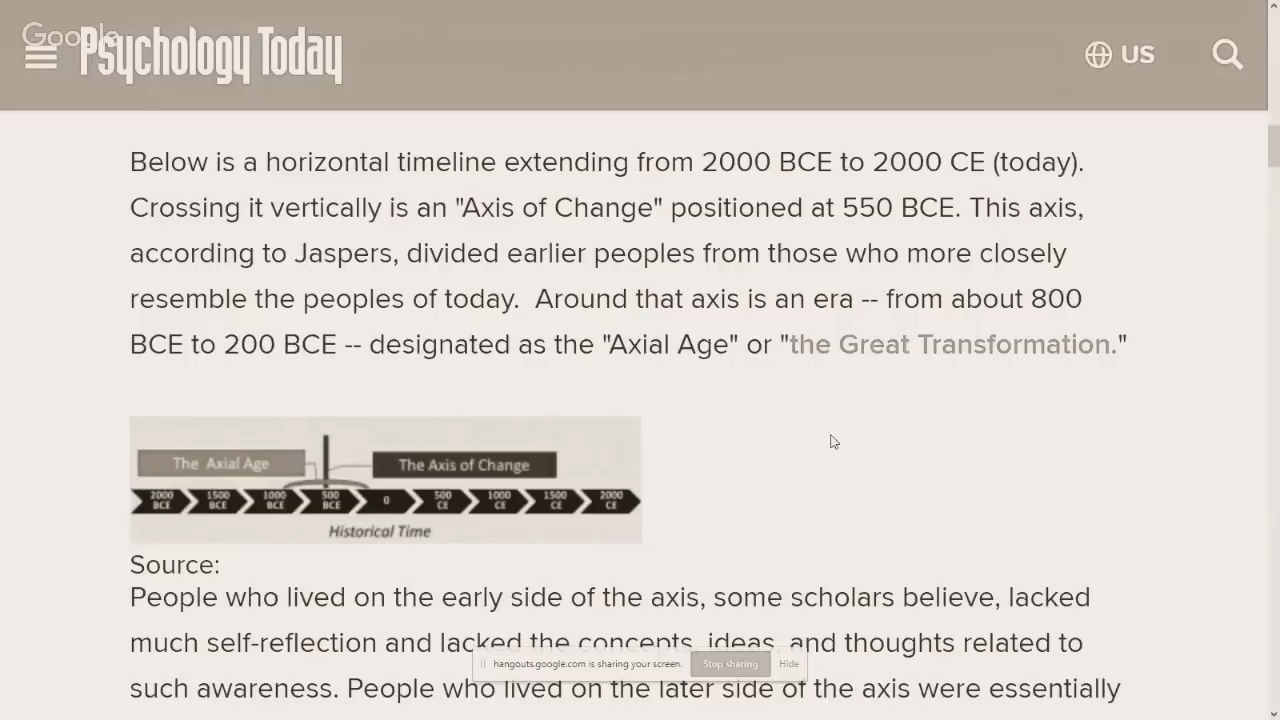 Google
Psychology Today
US
Below is a horizontal timeline extending from 2000 BCE to 2000 CE (today).
Crossing it vertically is an "Axis of Change" positioned at 550 BCE. This axis,
according to Jaspers, divided earlier peoples from those who more closely
resemble the peoples of today. Around that axis is an era -- from about 800
BCE to 200 BCE -- designated as the "Axial Age" or "the Great Transformation."
The Axial Age
The Axis of Change
2000 BCE 1500 BCE 1000 BCE 500 BCE 0 500 CE 1000 CE 1500 CE 2000 CE
Historical Time
Source:
People who lived on the early side of the axis, some scholars believe, lacked
much self-reflection and lacked the concepts, ideas, and thoughts related to
hangouts.google.com is sharing your screen. Stop sharing Hide
such awareness. People who lived on the later side of the axis were essentially